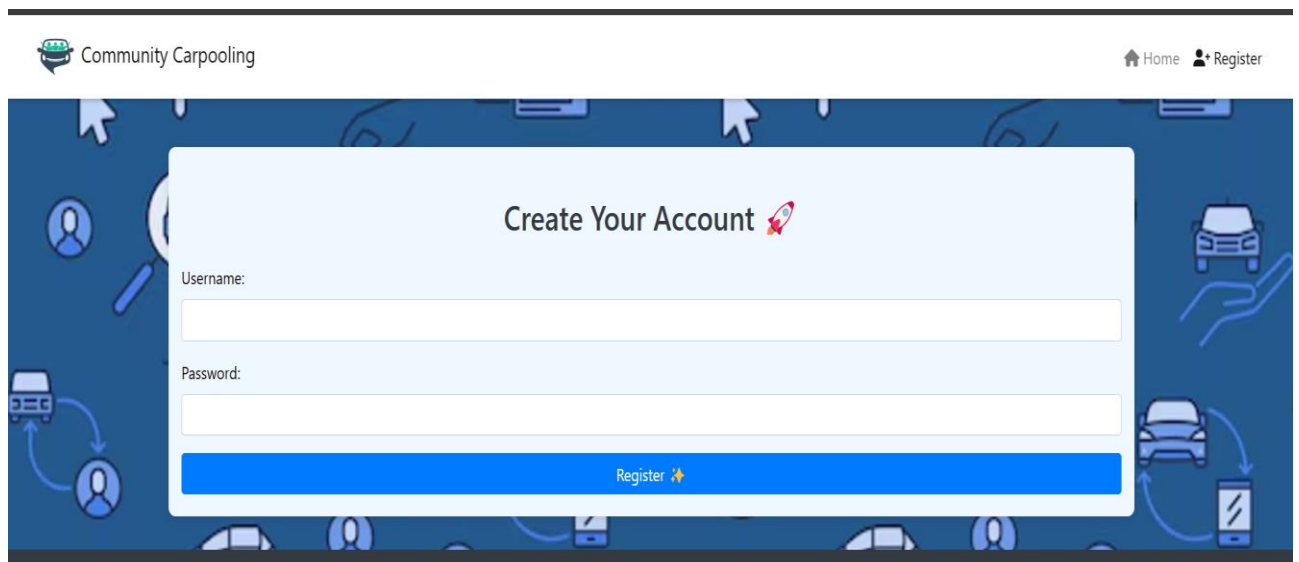 Community Carpooling
Home Register
Create Your Account 🚀
Username:
Password:
Register ✨